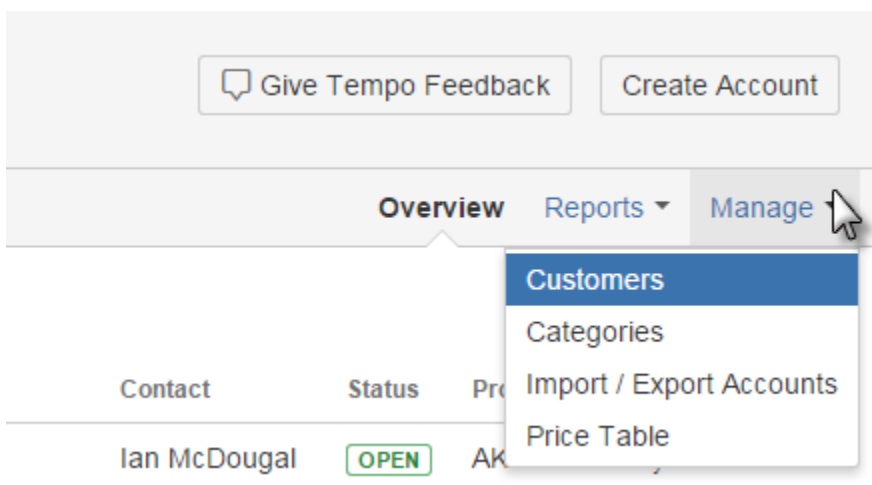 Give Tempo Feedback Create Account
Overview Reports Manage
Customers
Categories
Import / Export Accounts
Price Table
Contact Status
Ian McDougal OPEN